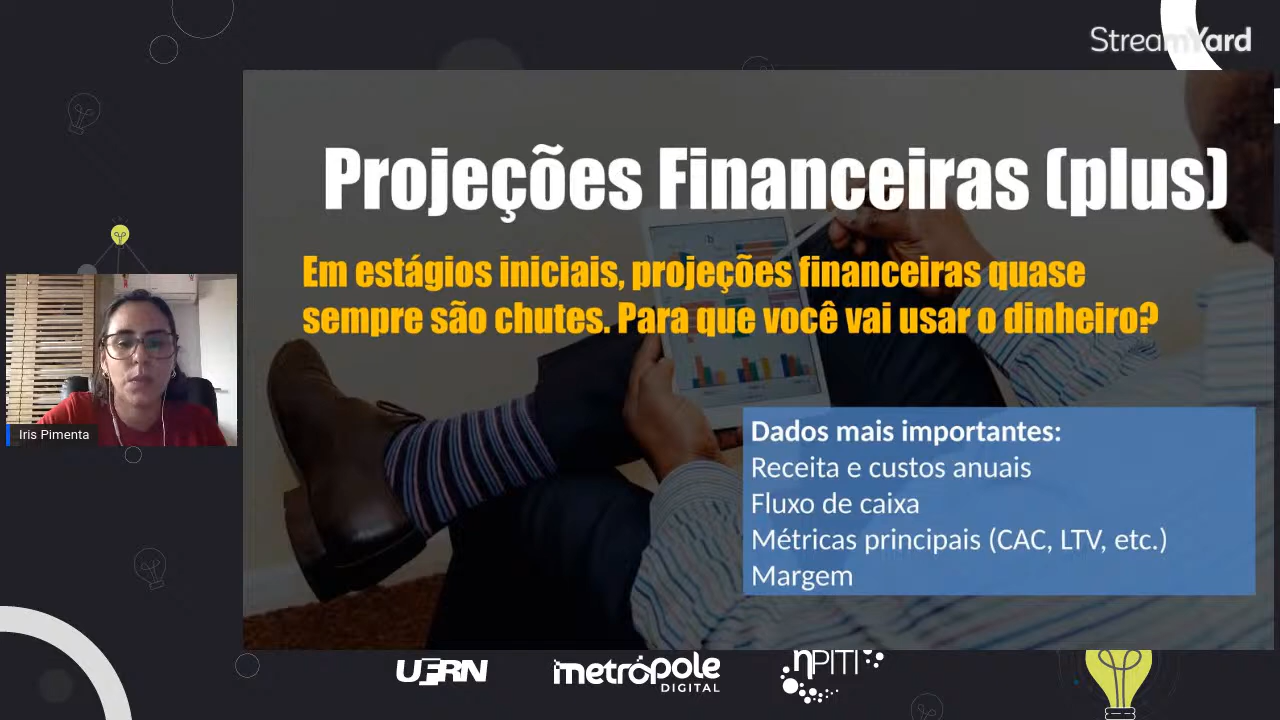 StreamYard
Projeções Financeiras (plus)
Em estágios iniciais, projeções financeiras quase
sempre são chutes. Para que você vai usar o dinheiro?
Dados mais importantes:
Receita e custos anuais
Fluxo de caixa
Métricas principais (CAC, LTV, etc.)
Margem
Iris Pimenta
UFRN
metrópole
DIGITAL
nPITI